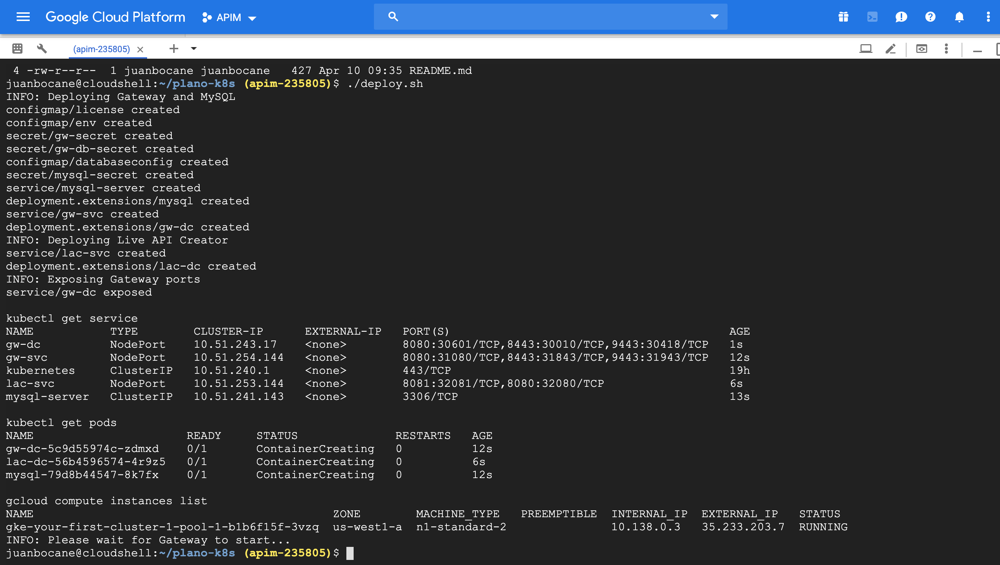 Google Cloud Platform APIM
(apim-235805)
4 -rw-r--r--  1 juanbocane juanbocane   427 Apr 10 09:35 README.md
juanbocane@cloudshell:~/plano-k8s (apim-235805)$ ./deploy.sh
INFO: Deploying Gateway and MySQL
configmap/license created
configmap/env created
secret/gw-secret created
secret/gw-db-secret created
configmap/databaseconfig created
secret/mysql-secret created
service/mysql-server created
deployment.extensions/mysql created
service/gw-svc created
deployment.extensions/gw-dc created
INFO: Deploying Live API Creator
service/lac-svc created
deployment.extensions/lac-dc created
INFO: Exposing Gateway ports
service/gw-dc exposed
kubectl get service
NAME           TYPE        CLUSTER-IP      EXTERNAL-IP   PORT(S)                                        AGE
gw-dc          NodePort    10.51.243.17    <none>        8080:30601/TCP,8443:30010/TCP,9443:30418/TCP   1s
gw-svc         NodePort    10.51.254.144   <none>        8080:31080/TCP,8443:31843/TCP,9443:31943/TCP   12s
kubernetes     ClusterIP   10.51.240.1     <none>        443/TCP                                        19h
lac-svc        NodePort    10.51.253.144   <none>        8081:32081/TCP,8080:32080/TCP                  6s
mysql-server   ClusterIP   10.51.241.143   <none>        3306/TCP                                       13s
kubectl get pods
NAME                      READY     STATUS              RESTARTS   AGE
gw-dc-5c9d55974c-zdmxd    0/1       ContainerCreating   0          12s
lac-dc-56b4596574-4r9z5   0/1       ContainerCreating   0          6s
mysql-79d8b44547-8k7fx    0/1       ContainerCreating   0          12s
gcloud compute instances list
NAME                                           ZONE        MACHINE_TYPE   PREEMPTIBLE  INTERNAL_IP  EXTERNAL_IP   STATUS
gke-your-first-cluster-1-pool-1-b1b6f15f-3vzq  us-west1-a  n1-standard-2               10.138.0.3   35.233.203.7  RUNNING
INFO: Please wait for Gateway to start...
juanbocane@cloudshell:~/plano-k8s (apim-235805)$